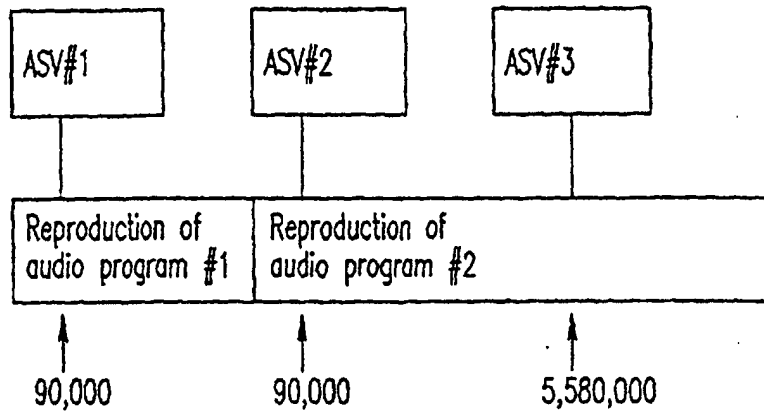 ASV#1
ASV#2
ASV#3
Reproduction of
audio program #1
Reproduction of
audio program #2
90,000
90,000
5,580,000